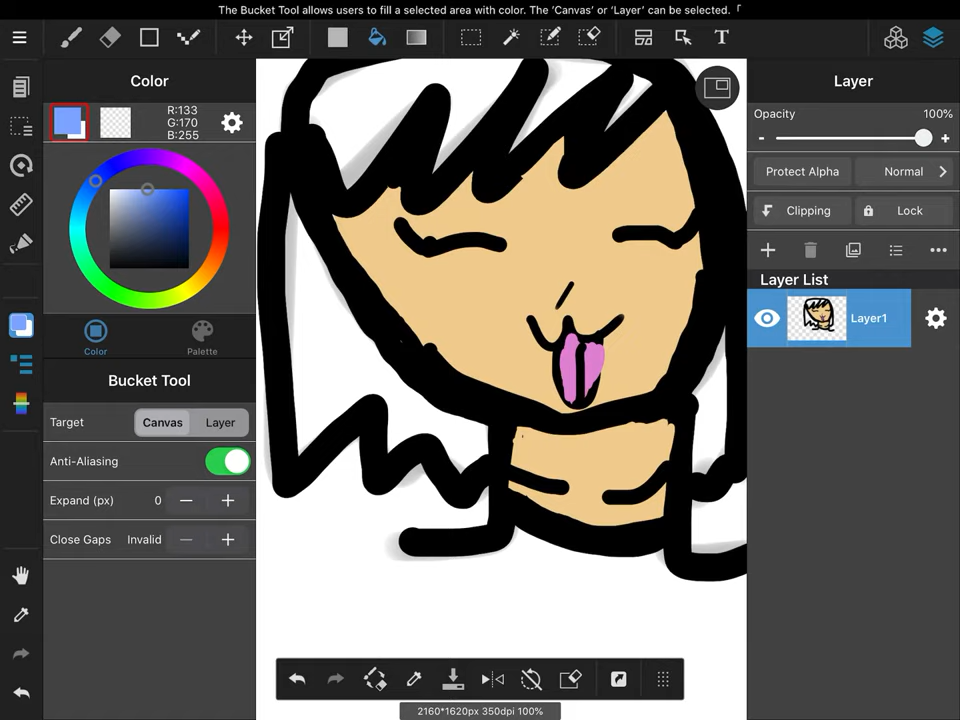 The Bucket Tool allows users to fill a selected area with color. The ‘Canvas’ or ‘Layer’ can be selected. 「
T
Color
R:133
G:170
B:255
Color
Palette
Bucket Tool
Target
Canvas
Layer
Anti-Aliasing
Expand (px)
0
Close Gaps
Invalid
Layer
Opacity
100%
Protect Alpha
Normal
Clipping
Lock
Layer List
Layer1
2160*1620px 350dpi 100%